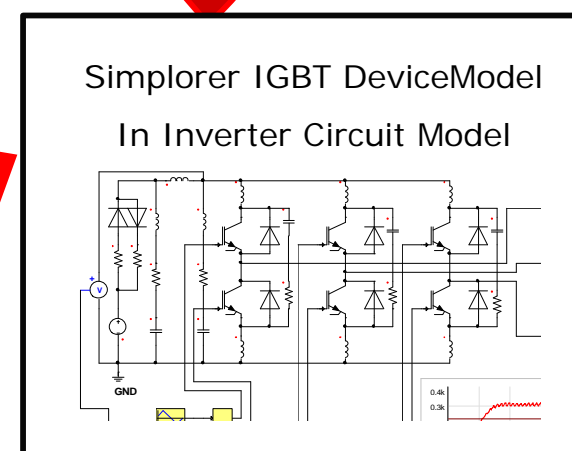 Simplorer IGBT DeviceModel
In Inverter Circuit Model
+
V
+
GND
0.4k
0.3k